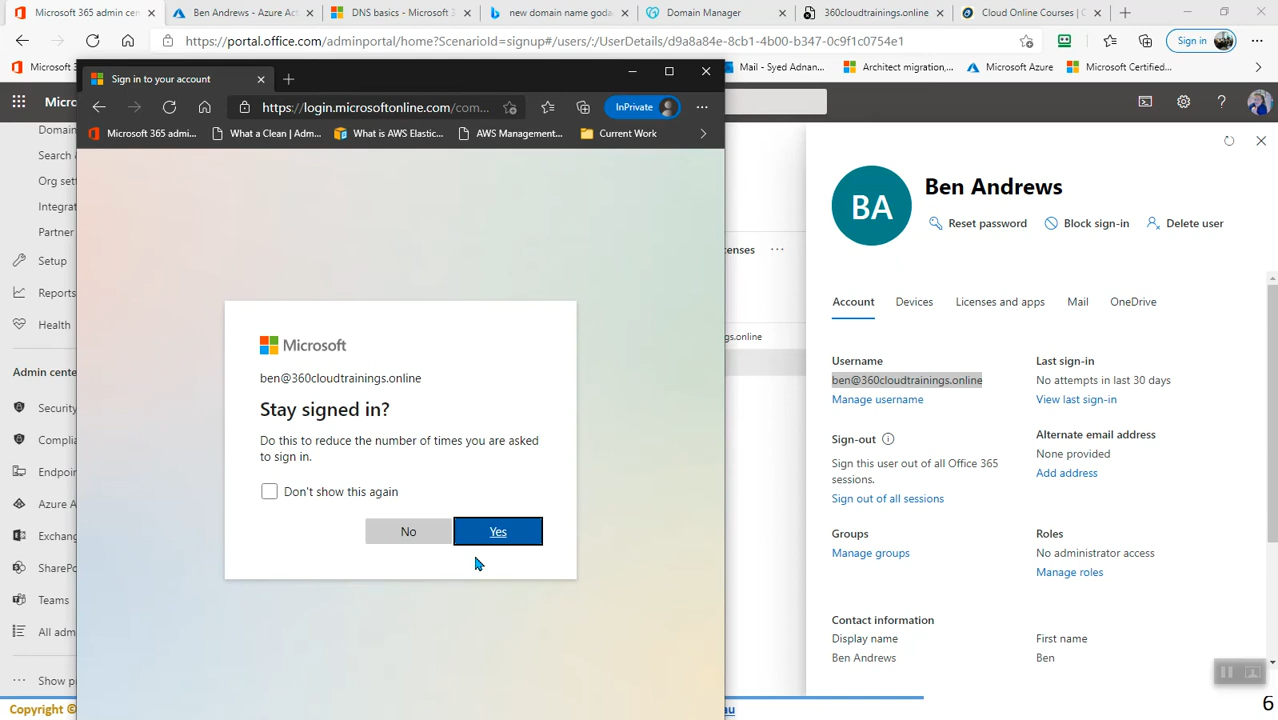 Microsoft 365 admin cen
Ben Andrews - Azure Ac
DNS basics - Microsoft 3
new domain name goda
Domain Manager
360cloudtrainings.online
Cloud Online Courses | C
https://portal.office.com/adminportal/home?ScenarioId=signup#/users/:/UserDetails/d9a8a84e-8cb1-4b00-b347-0c9f1c0754e1
Sign in
Microsoft 3
Mail - Syed Adnan...
Architect migration,...
Microsoft Azure
Microsoft Certified...
Sign in to your account
https://login.microsoftonline.com/com...
InPrivate
Microsoft 365 admi...
What a Clean | Adm...
What is AWS Elastic...
AWS Management...
Current Work
Micros
Domain
Search &
Org sett
Integrat
Partner
Setup
Reports
Health
Admin center
Security
Complia
Endpoin
Azure A
Exchang
SharePo
Teams
All adm
Show pi
enses
ngs.online
Microsoft
ben@360cloudtrainings.online
Stay signed in?
Do this to reduce the number of times you are asked
to sign in.
Don't show this again
No
Yes
BA
Ben Andrews
Reset password
Block sign-in
Delete user
Account
Devices
Licenses and apps
Mail
OneDrive
Username
ben@360cloudtrainings.online
Manage username
Last sign-in
No attempts in last 30 days
View last sign-in
Sign-out
Sign this user out of all Office 365
sessions.
Sign out of all sessions
Alternate email address
None provided
Add address
Groups
Manage groups
Roles
No administrator access
Manage roles
Contact information
Display name
Ben Andrews
First name
Ben
Copyright ©
au
6